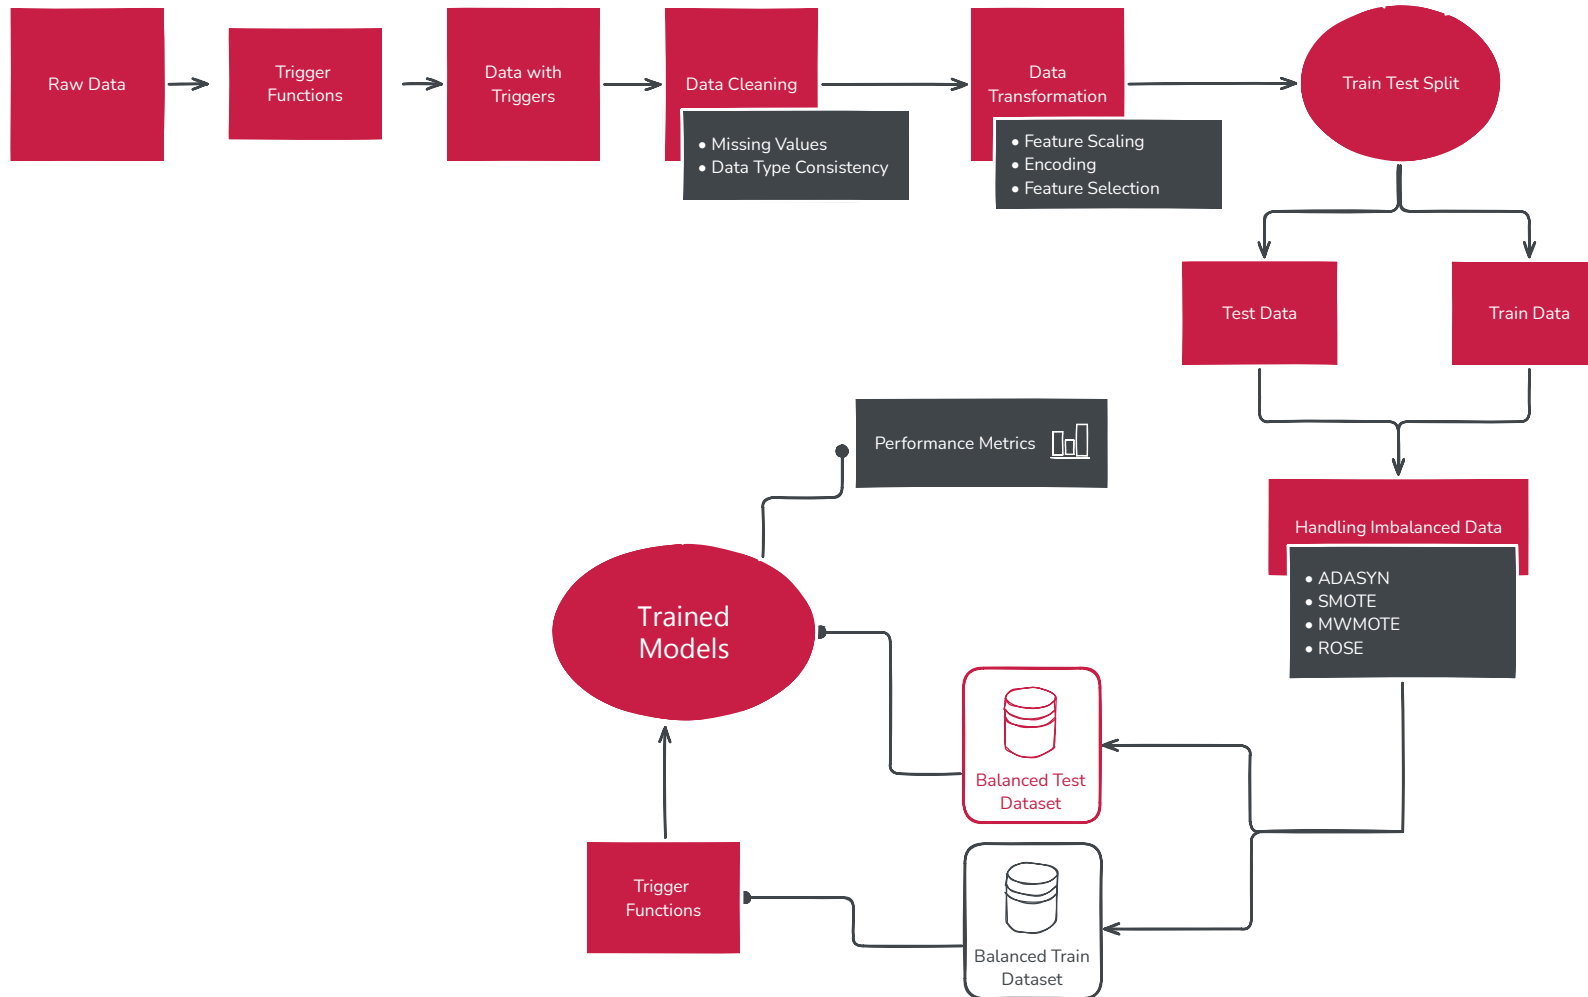 Raw Data
Trigger
Functions
Data with
Triggers
Data Cleaning
• Missing Values
• Data Type Consistency
Data
Transformation
• Feature Scaling
• Encoding
• Feature Selection
Train Test Split
Test Data
Train Data
Performance Metrics
Handling Imbalanced Data
• ADASYN
• SMOTE
• MWMOTE
• ROSE
Trained
Models
Balanced Test
Dataset
Trigger
Functions
Balanced Train
Dataset